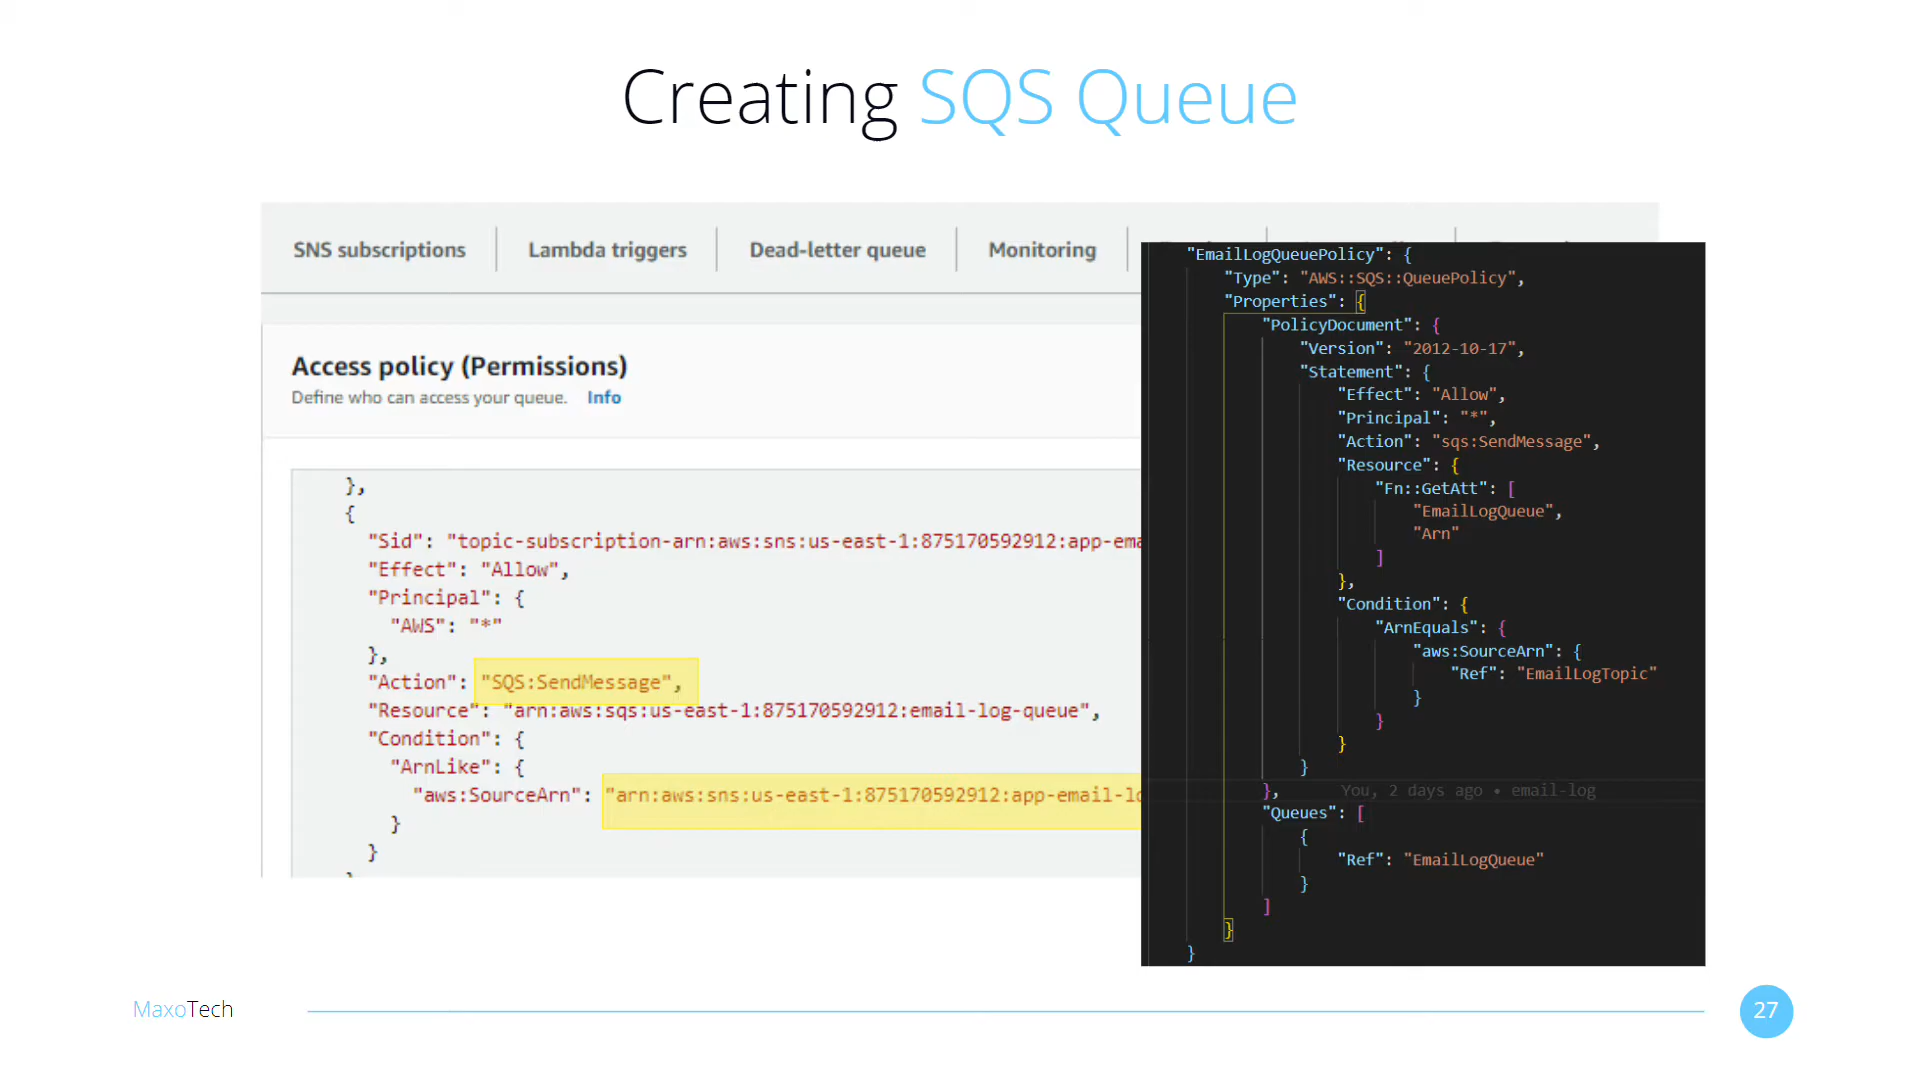 Creating SQS Queue
SNS subscriptions
Lambda triggers
Dead-letter queue
Monitoring
Access policy (Permissions)
Define who can access your queue. Info
},
{
"Sid": "topic-subscription-arn:aws:sns:us-east-1:875170592912:app-ema
"Effect": "Allow",
"Principal": {
"AWS": "*"
},
"Action": "SQS:SendMessage",
"Resource": "arn:aws:sqs:us-east-1:875170592912:email-log-queue",
"Condition": {
"ArnLike": {
"aws:SourceArn": "arn:aws:sns:us-east-1:875170592912:app-email-lo
}
}
"EmailLogQueuePolicy": {
"Type": "AWS::SQS::QueuePolicy",
"Properties": {
"PolicyDocument": {
"Version": "2012-10-17",
"Statement": {
"Effect": "Allow",
"Principal": "*",
"Action": "sqs:SendMessage",
"Resource": {
"Fn::GetAtt": [
"EmailLogQueue",
"Arn"
]
},
"Condition": {
"ArnEquals": {
"aws:SourceArn": {
"Ref": "EmailLogTopic"
}
}
}
}
}, You, 2 days ago • email-log
"Queues": [
{
"Ref": "EmailLogQueue"
}
]
}
}
MaxoTech
27